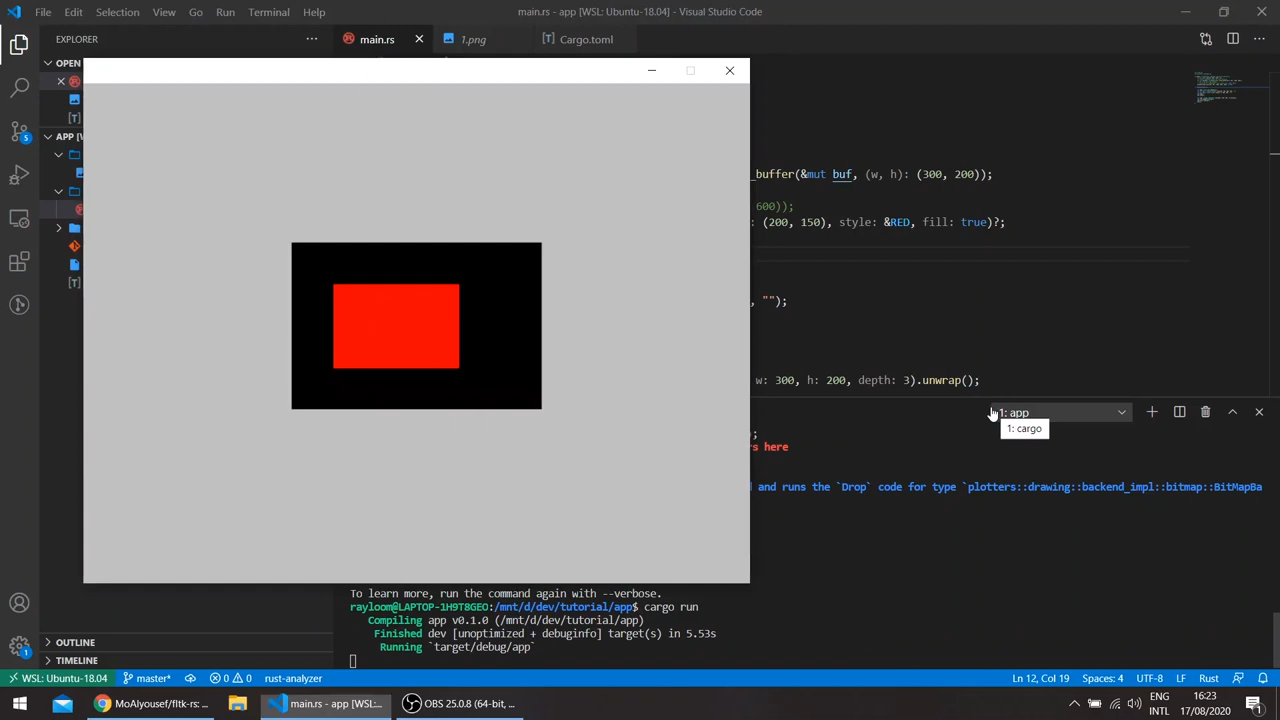 File Edit Selection View Go Run Terminal Help
main.rs - app [WSL: Ubuntu-18.04] - Visual Studio Code
EXPLORER
main.rs
1.png
Cargo.toml
OPEN
APP [W
_buffer(&mut buf, (w, h): (300, 200));
600));
: (200, 150), style: &RED, fill: true)?;
, "");
w: 300, h: 200, depth: 3).unwrap();
1: app
1: cargo
;
s here
and runs the `Drop` code for type `plotters::drawing::backend_impl::bitmap::BitMapBa
To learn more, run the command again with --verbose.
rayloom@LAPTOP-1H9T8GEO:/mnt/d/dev/tutorial/app$ cargo run
Compiling app v0.1.0 (/mnt/d/dev/tutorial/app)
Finished dev [unoptimized + debuginfo] target(s) in 5.53s
Running `target/debug/app`
OUTLINE
TIMELINE
5
1
WSL: Ubuntu-18.04 master* 0 0 rust-analyzer
Ln 12, Col 19 Spaces: 4 UTF-8 LF Rust
MoAlyousef/fltk-rs: ...
main.rs - app [WSL:...
OBS 25.0.8 (64-bit, ...
ENG
INTL
16:23
17/08/2020
1